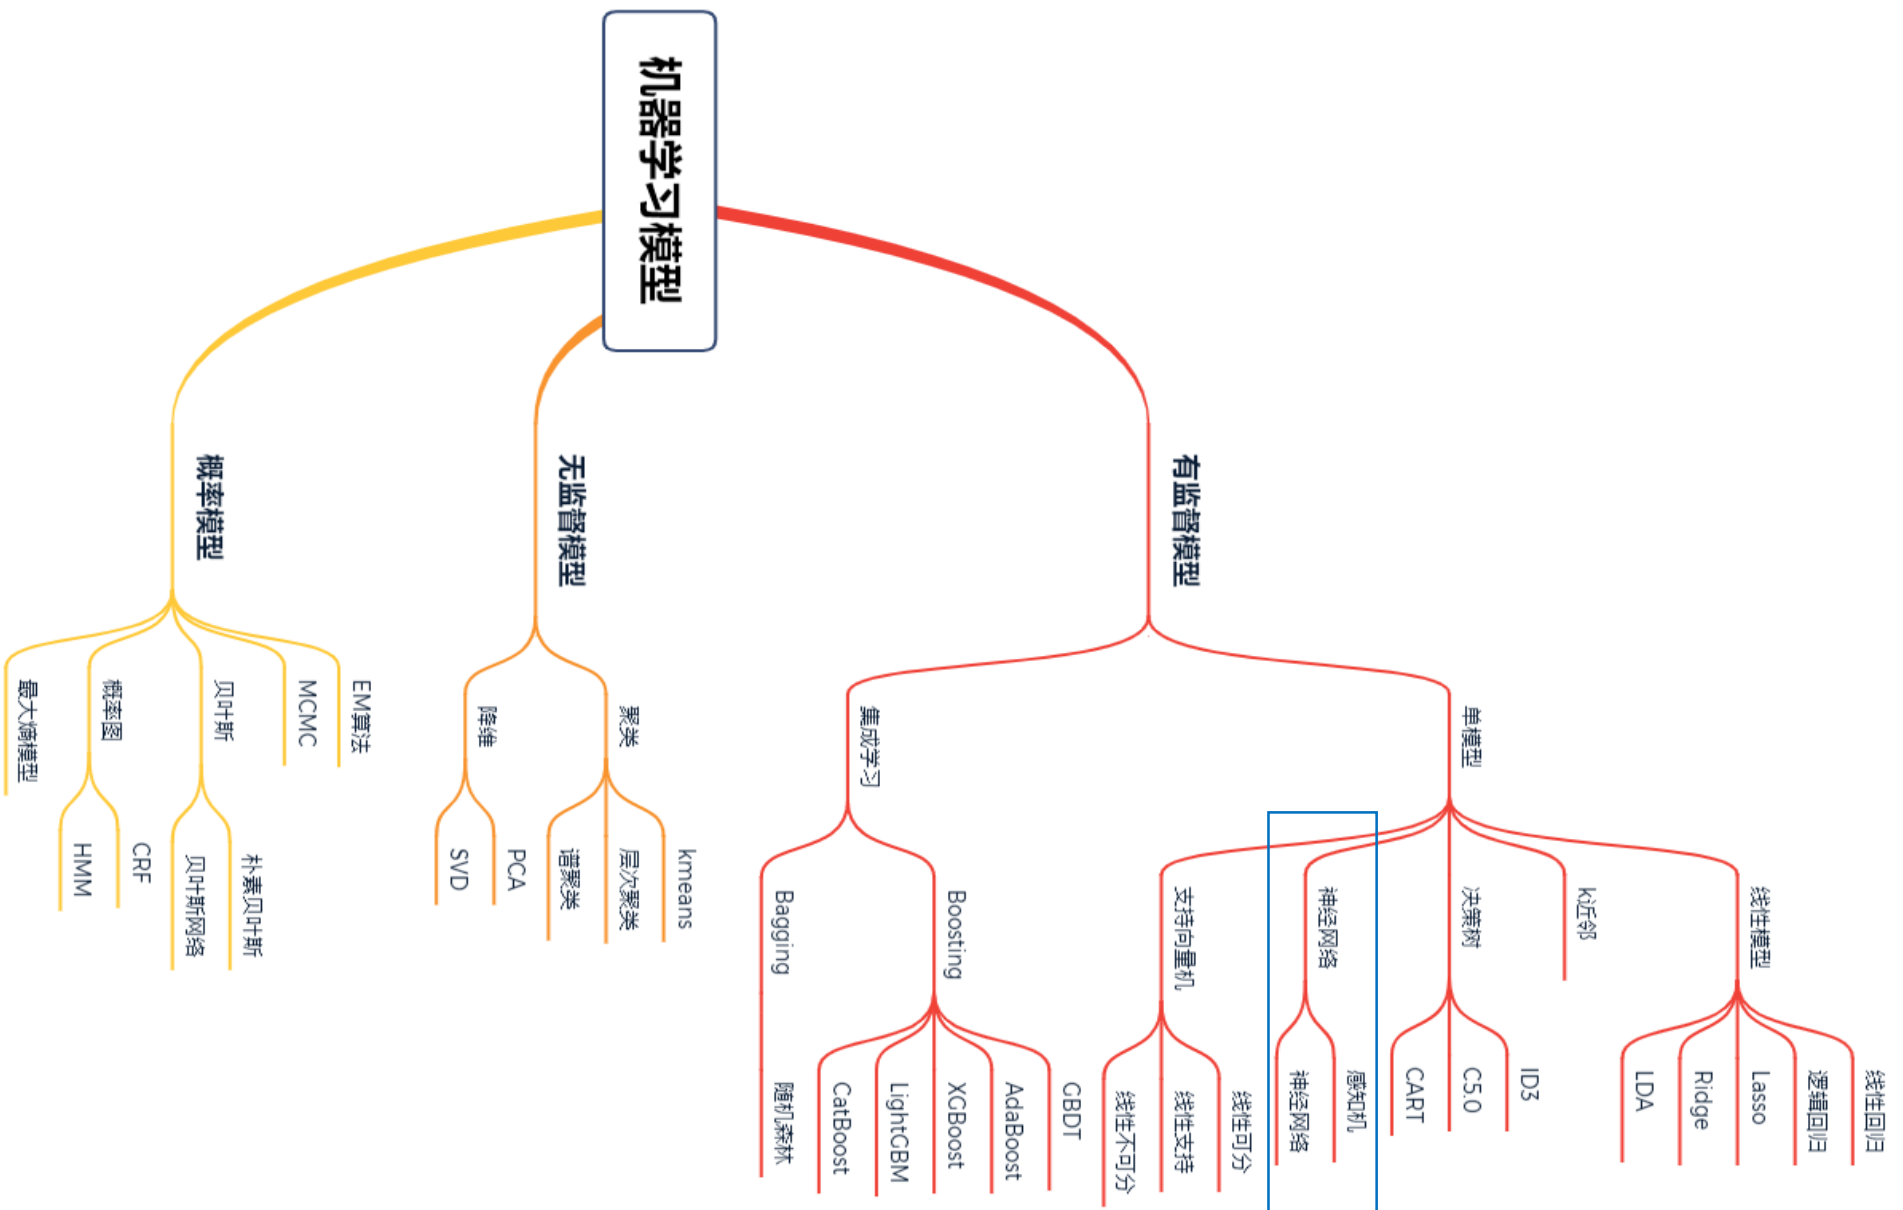 机器学习模型
有监督模型
单模型
线性模型
线性回归
逻辑回归
Lasso
Ridge
LDA
k近邻
决策树
ID3
C5.0
CART
神经网络
感知机
神经网络
支持向量机
线性可分
线性支持
线性不可分
集成学习
Boosting
GBDT
AdaBoost
XGBoost
LightGBM
CatBoost
Bagging
随机森林
无监督模型
聚类
kmeans
层次聚类
谱聚类
降维
PCA
SVD
概率模型
EM算法
MCMC
贝叶斯
朴素贝叶斯
贝叶斯网络
概率图
CRF
HMM
最大熵模型